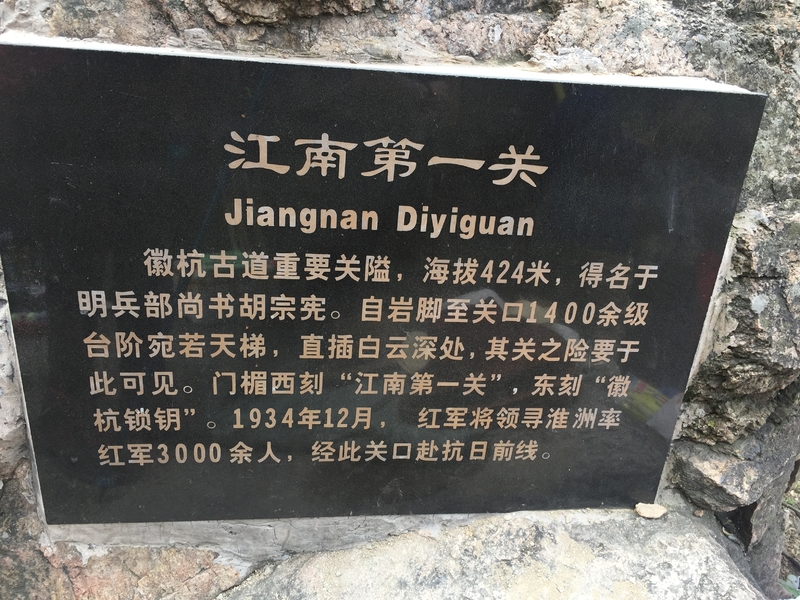 江南第一关
Jiangnan Diyiguan
徽杭古道重要关隘，海拔424米，得名于
明兵部尚书胡宗宪。自岩脚至关口1400余级
台阶宛若天梯，直插白云深处，其关之险要于
此可见。门楣西刻“江南第一关”，东刻“徽
杭锁钥”。1934年12月， 红军将领寻淮洲率
红军3000余人，经此关口赴抗日前线。